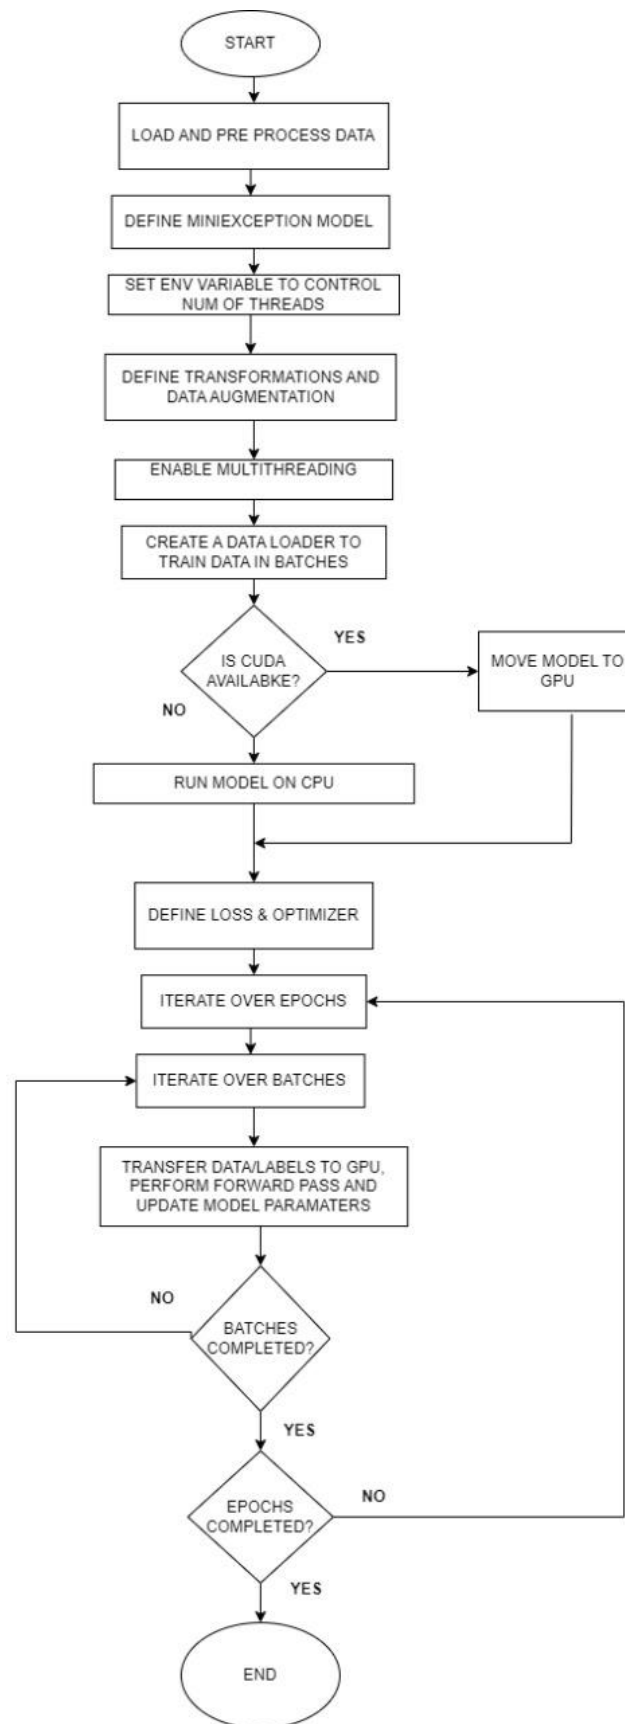 START
LOAD AND PRE PROCESS DATA
DEFINE MINIEXCEPTION MODEL
SET ENV VARIABLE TO CONTROL
NUM OF THREADS
DEFINE TRANSFORMATIONS AND
DATA AUGMENTATION
ENABLE MULTITHREADING
CREATE A DATA LOADER TO
TRAIN DATA IN BATCHES
IS CUDA
AVAILABKE?
YES
MOVE MODEL TO
GPU
NO
RUN MODEL ON CPU
DEFINE LOSS & OPTIMIZER
ITERATE OVER EPOCHS
ITERATE OVER BATCHES
TRANSFER DATA/LABELS TO GPU,
PERFORM FORWARD PASS AND
UPDATE MODEL PARAMATERS
NO
BATCHES
COMPLETED?
YES
EPOCHS
COMPLETED?
NO
YES
END